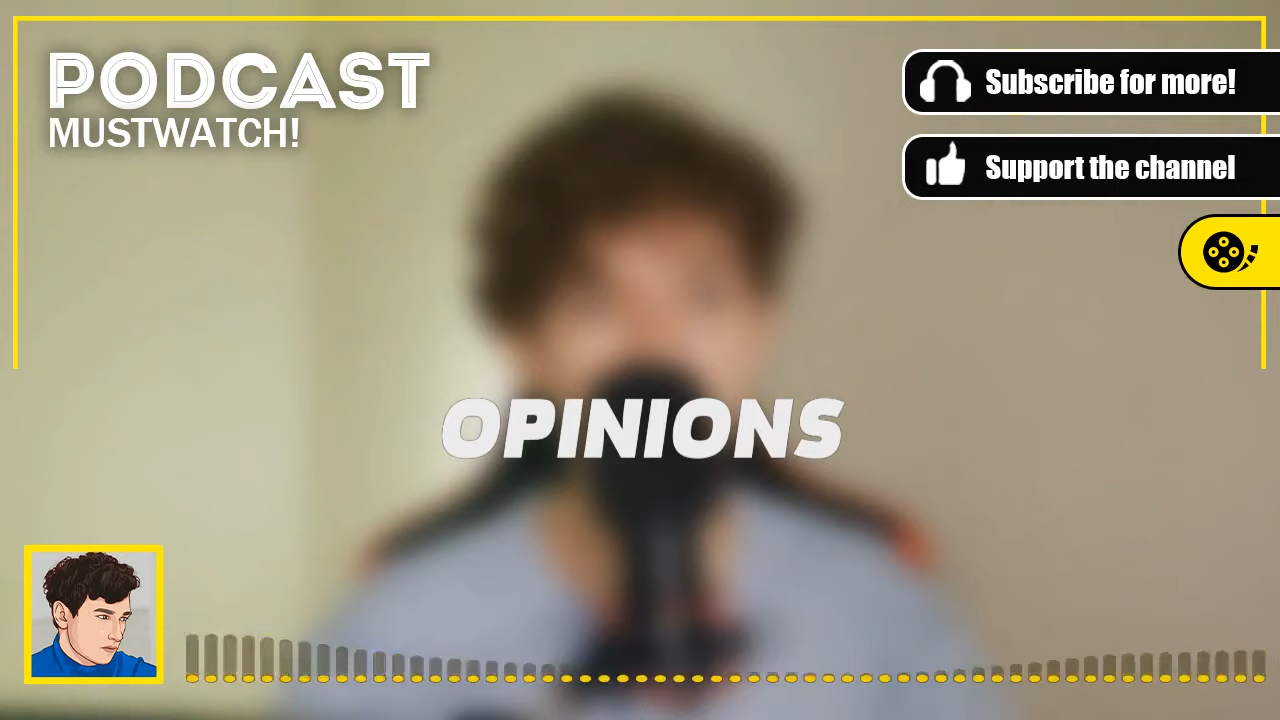 PODCAST
MUSTWATCH!
Subscribe for more!
Support the channel
OPINIONS